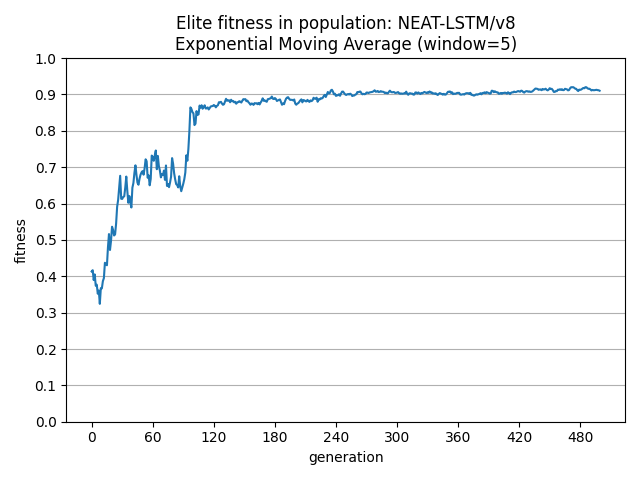 Elite fitness in population: NEAT-LSTM/v8
Exponential Moving Average (window=5)
1.0
0.9
0.8
0.7
0.6
0.5
0.4
0.3
0.2
0.1
0.0
fitness
0 60 120 180 240 300 360 420 480
generation